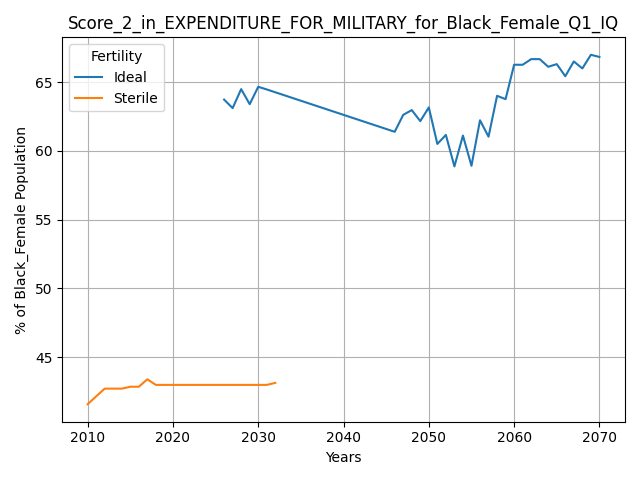 Score_2_in_EXPENDITURE_FOR_MILITARY_for_Black_Female_Q1_IQ
Fertility
Ideal
Sterile
% of Black_Female Population
65
60
55
50
45
2010 2020 2030 2040 2050 2060 2070
Years